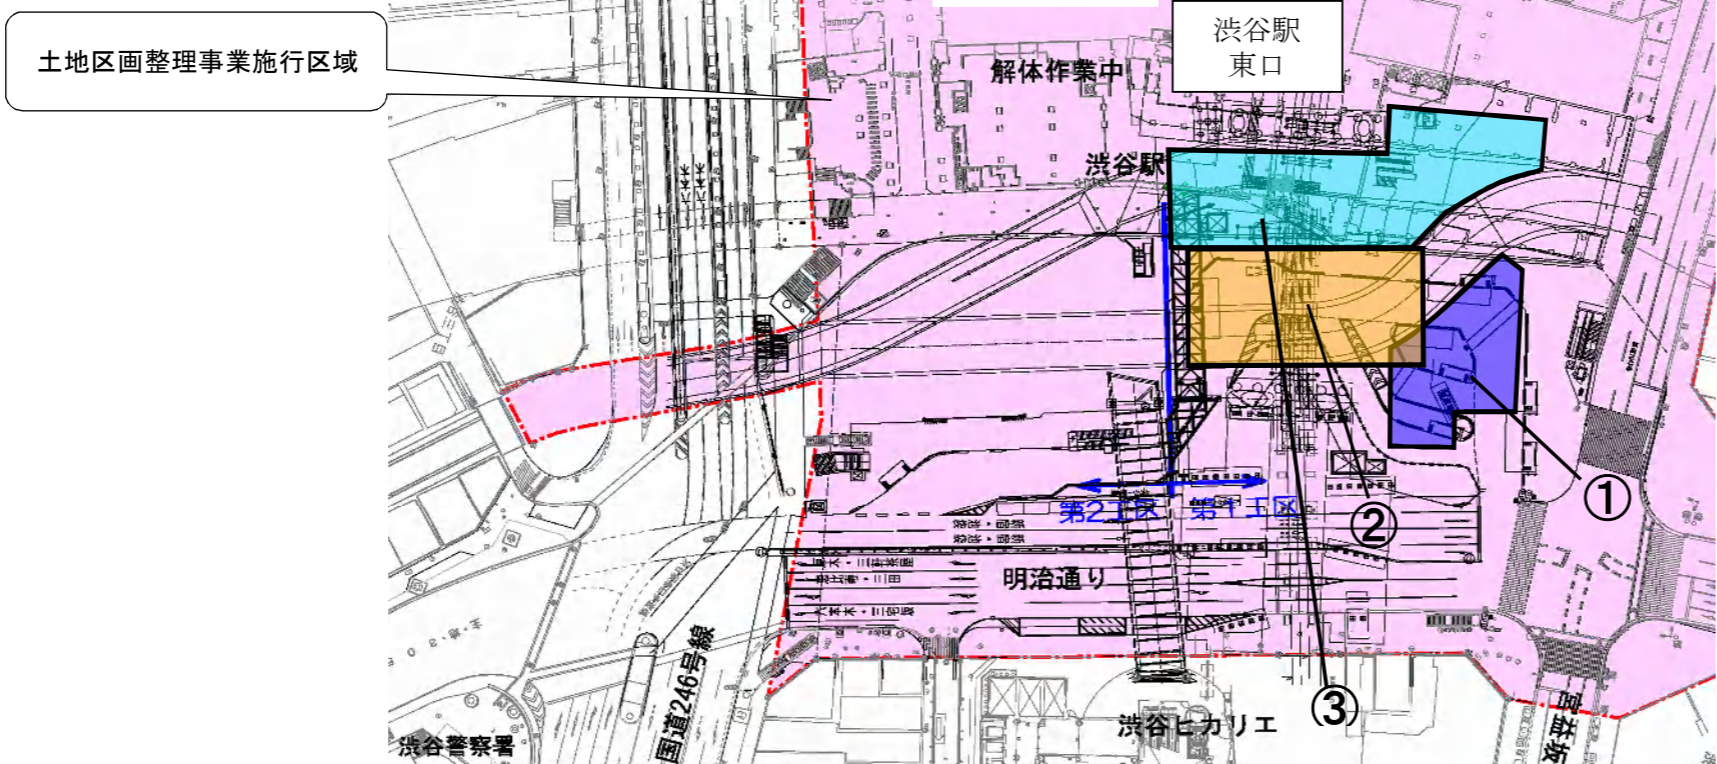 土地区画整理事業施行区域
解体作業中
渋谷駅
東口
渋谷駅
①
②
③
第2工区
第1工区
明治通り
国道246号線
渋谷警察署
渋谷ヒカリエ
宮益坂